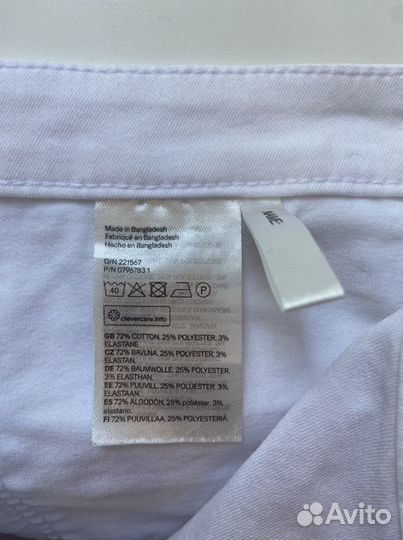 Made in Bangladesh
Fabriqué en Bangladesh
Hecho en Bangladesh
O/N 221567
P/N 0796783 1
40
P
clevercare.info
GB 72% COTTON, 25% POLYESTER, 3%
ELASTANE.
CZ 72% BAVLNA, 25% POLYESTER, 3%
ELASTAN.
DE 72% BAUMWOLLE, 25% POLYESTER,
3% ELASTHAN.
EE 72% PUUVILL, 25% POLÜESTER, 3%
ELASTAAN.
ES 72% ALGODÓN, 25% poliéster, 3%
elastano.
FI 72% PUUVILLAA, 25% POLYESTERIA,
NAME:
Avito